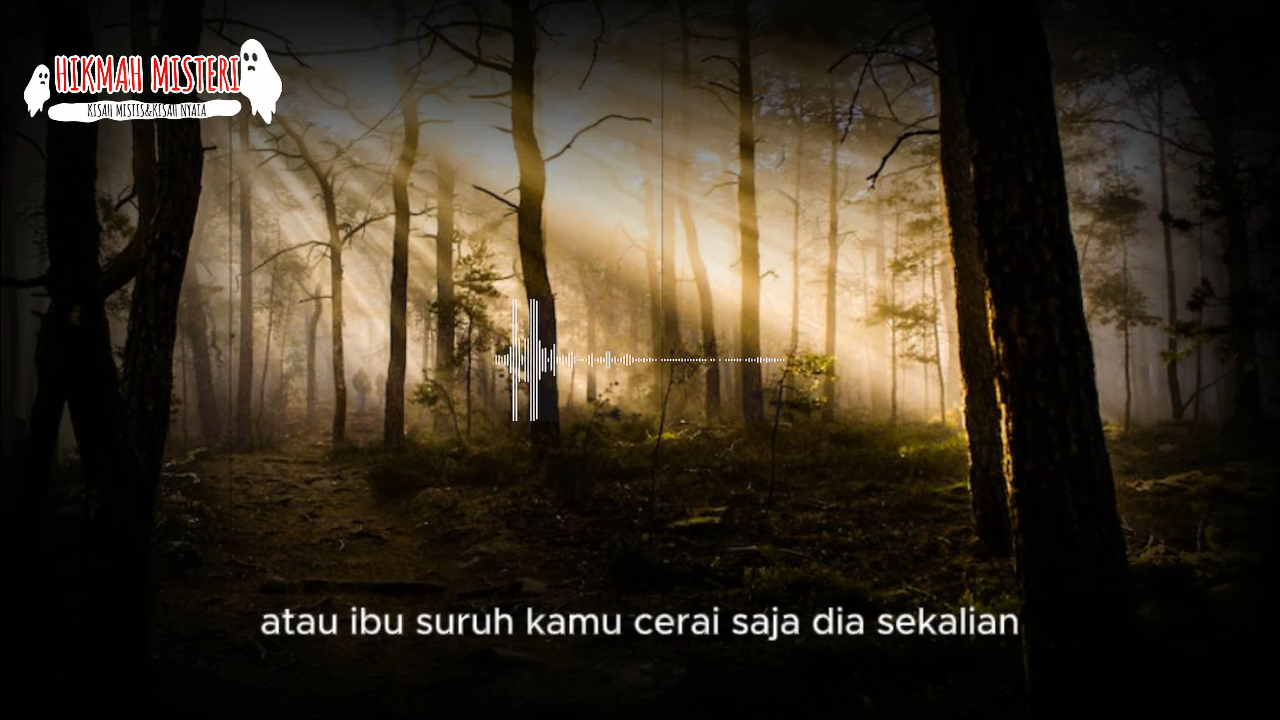 HIKMAH MISTERI
KISAH MISTIS&KISAH NYATA
atau ibu suruh kamu cerai saja dia sekalian